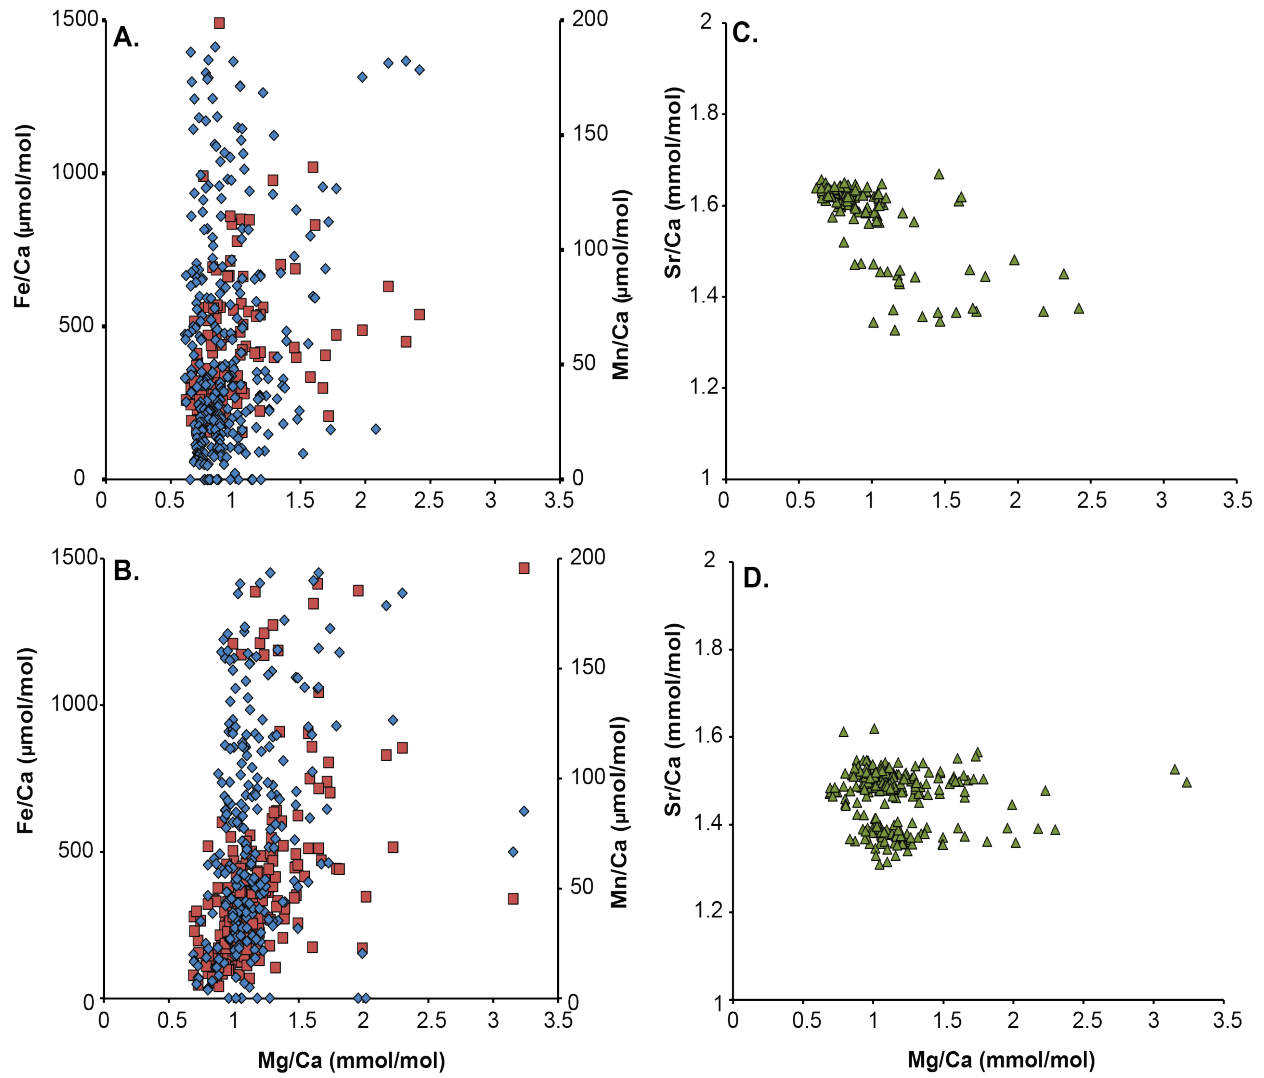 A.
1500
1000
500
0
Fe/Ca (µmol/mol)
200
150
100
50
0
Mn/Ca (µmol/mol)
0 0.5 1 1.5 2 2.5 3 3.5
C.
2
1.8
1.6
1.4
1.2
1
Sr/Ca (mmol/mol)
0 0.5 1 1.5 2 2.5 3 3.5
B.
1500
1000
500
0
Fe/Ca (µmol/mol)
200
150
100
50
0
Mn/Ca (µmol/mol)
0 0.5 1 1.5 2 2.5 3 3.5
Mg/Ca (mmol/mol)
D.
2
1.8
1.6
1.4
1.2
1
Sr/Ca (mmol/mol)
0 0.5 1 1.5 2 2.5 3 3.5
Mg/Ca (mmol/mol)